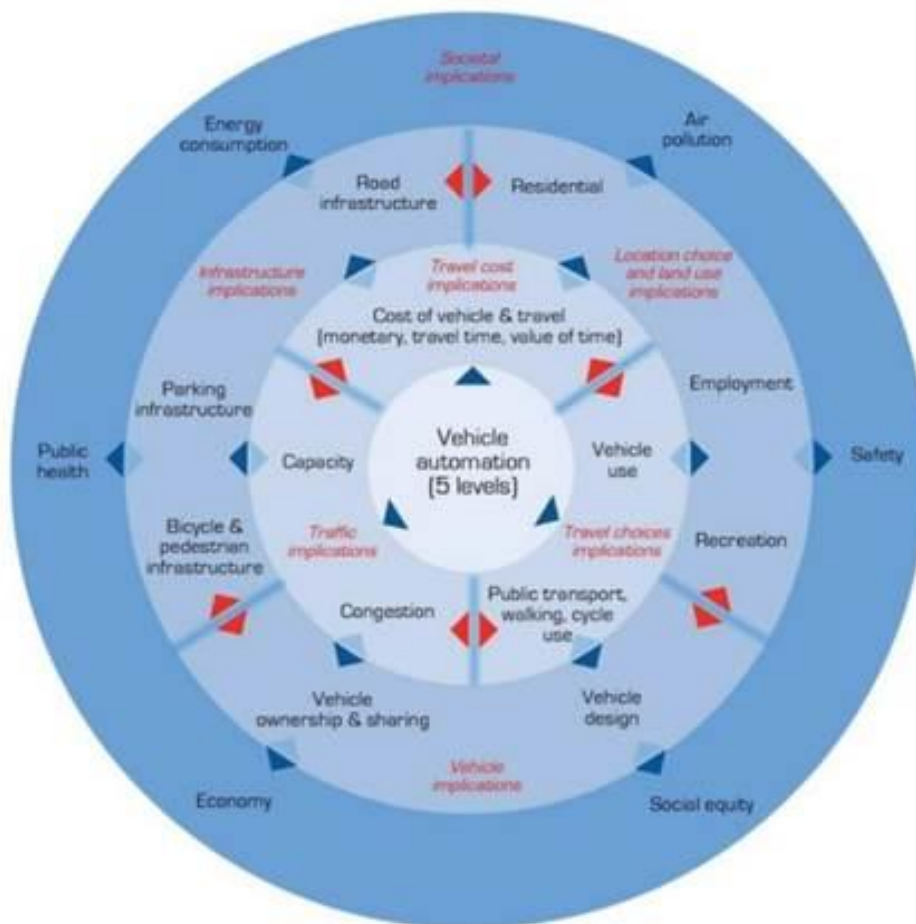 Societal
implications
Energy
consumption
Air
pollution
Road
infrastructure
Residential
Infrastructure
implications
Travel cost
implications
Location choice
and land use
implications
Cost of vehicle & travel
(monetary, travel time, value of time)
Parking
infrastructure
Employment
Public
health
Capacity
Vehicle
automation
(5 levels)
Vehicle
use
Safety
Bicycle &
pedestrian
infrastructure
Traffic
implications
Travel choices
implications
Recreation
Congestion
Public transport,
walking, cycle
use
Vehicle
ownership & sharing
Vehicle
design
Vehicle
implications
Economy
Social equity